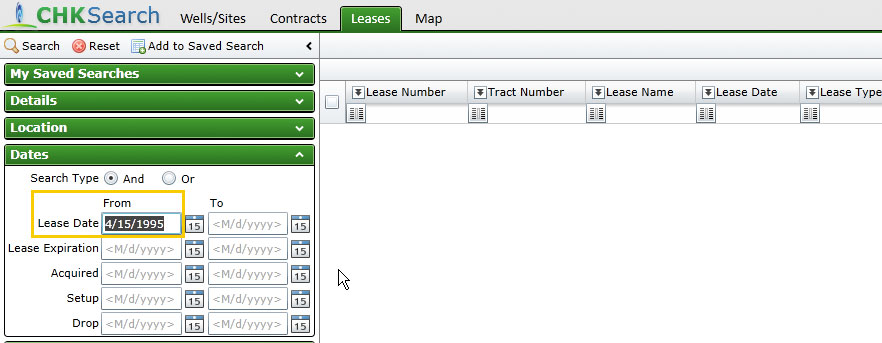 CHKSearch Wells/Sites Contracts Leases Map
Search Reset Add to Saved Search
My Saved Searches
Details
Location
Dates
Search Type And Or
From To
Lease Date 4/15/1995 15 <M/d/yyyy> 15
Lease Expiration <M/d/yyyy> 15 <M/d/yyyy> 15
Acquired <M/d/yyyy> 15 <M/d/yyyy> 15
Setup <M/d/yyyy> 15 <M/d/yyyy> 15
Drop <M/d/yyyy> 15 <M/d/yyyy> 15
Lease Number Tract Number Lease Name Lease Date Lease Type